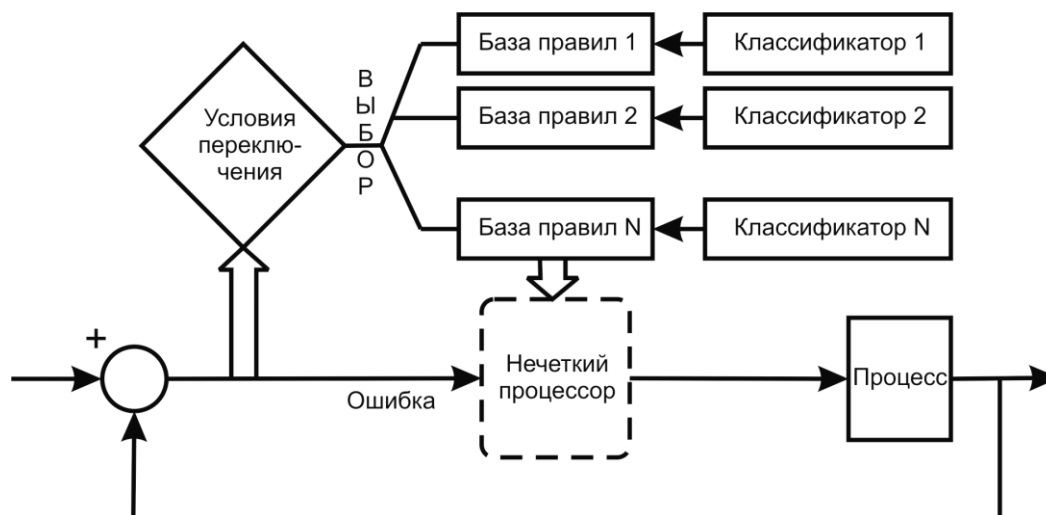 База правил 1
Классификатор 1
База правил 2
Классификатор 2
ВЫБОР
Условия
переклю-
чения
База правил N
Классификатор N
+
Нечеткий
процессор
Процесс
Ошибка